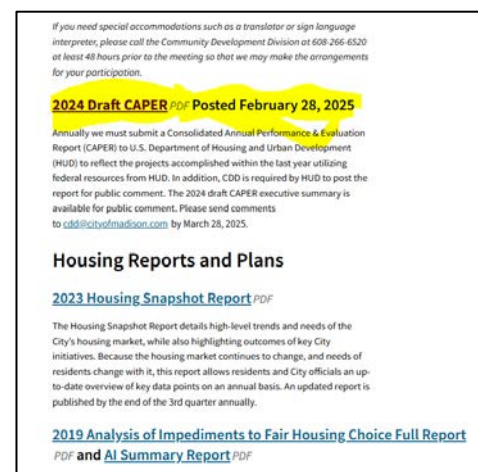 If you need special accommodations such as a translator or sign language
interpreter, please call the Community Development Division at 608-266-6520
at least 48 hours prior to the meeting so that we may make the arrangements
for your participation.
2024 Draft CAPER PDF Posted February 28, 2025
Annually we must submit a Consolidated Annual Performance & Evaluation
Report (CAPER) to U.S. Department of Housing and Urban Development
(HUD) to reflect the projects accomplished within the last year utilizing
federal resources from HUD. In addition, CDD is required by HUD to post the
report for public comment. The 2024 draft CAPER executive summary is
available for public comment. Please send comments
to cdd@cityofmadison.com by March 28, 2025.
Housing Reports and Plans
2023 Housing Snapshot Report PDF
The Housing Snapshot Report details high-level trends and needs of the
City's housing market, while also highlighting outcomes of key City
initiatives. Because the housing market continues to change, and needs of
residents change with it, this report allows residents and City officials an up-
to-date overview of key data points on an annual basis. An updated report is
published by the end of the 3rd quarter annually.
2019 Analysis of Impediments to Fair Housing Choice Full Report
PDF and AI Summary Report PDF